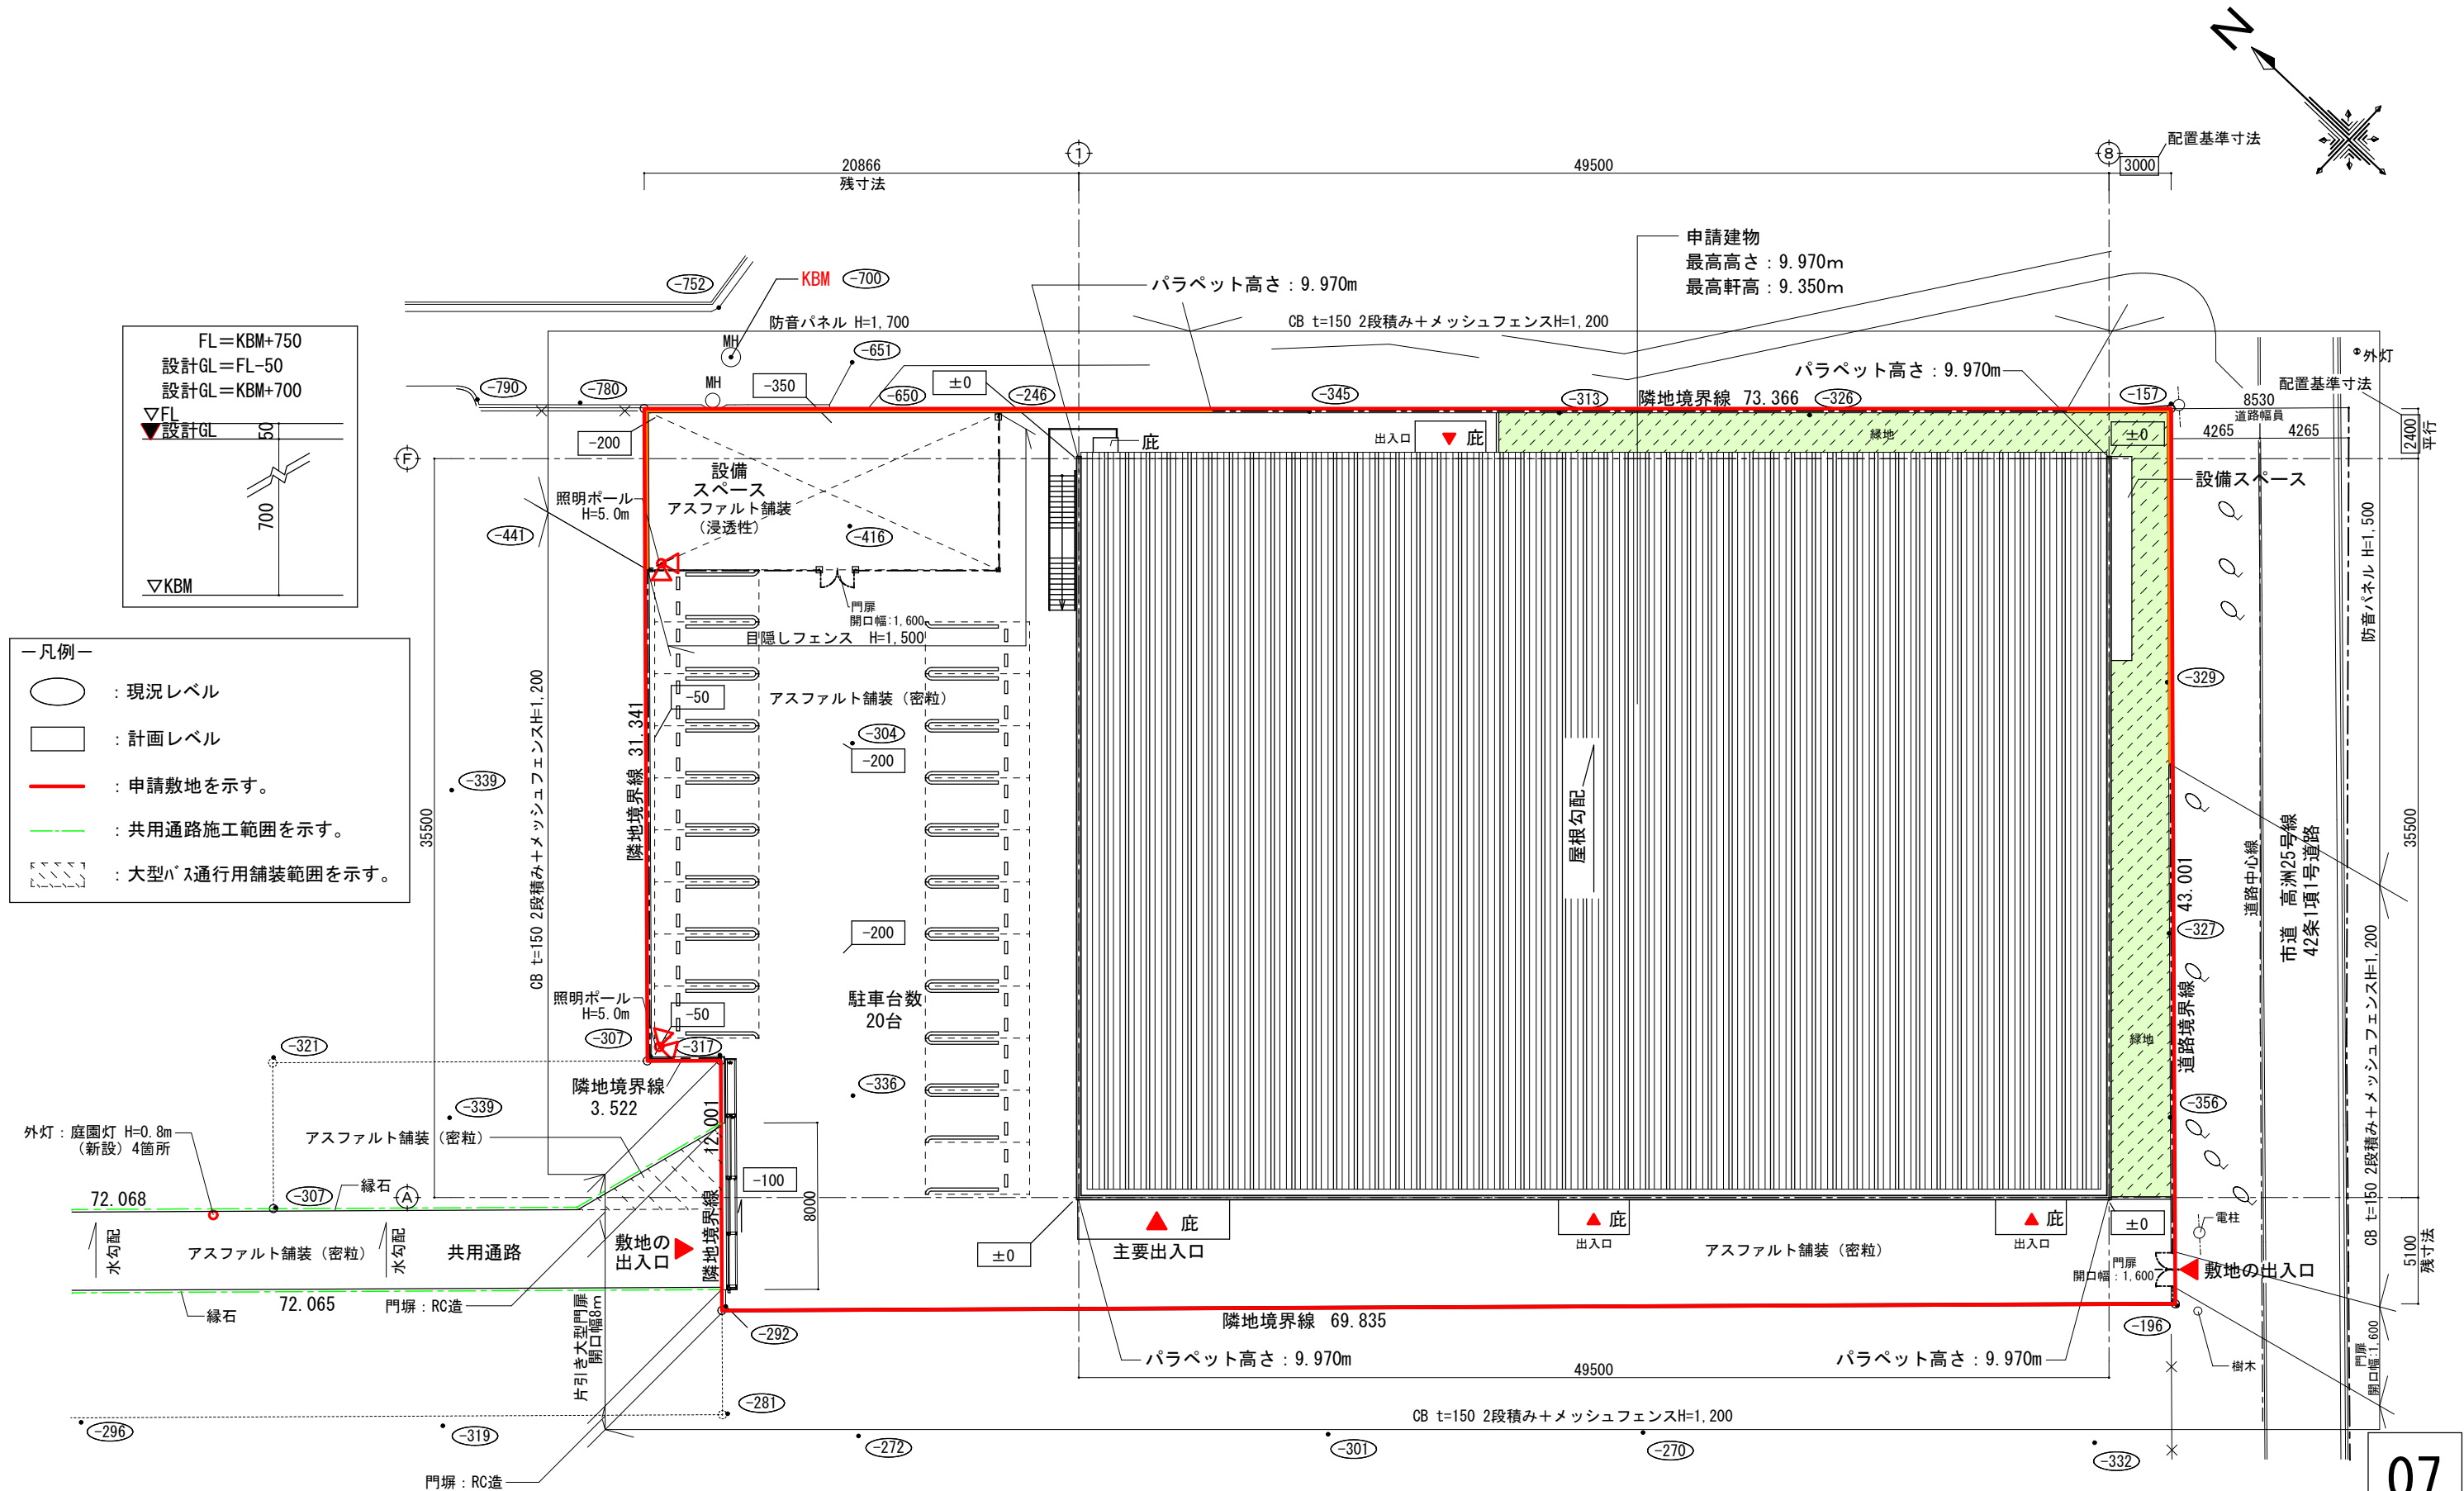 N
配置基準寸法
20866
残寸法
1
49500
8
3000
申請建物
最高高さ：9.970m
最高軒高：9.350m
パラペット高さ：9.970m
KBM
-700
-752
防音パネル H=1,700
CB t=150 2段積み＋メッシュフェンスH=1,200
FL=KBM+750
設計GL=FL-50
設計GL=KBM+700
▽FL
▼設計GL
50
700
▽KBM
MH
MH
-651
-790
-780
-350
-650
±0
-246
-345
-313
隣地境界線 73.366
-326
パラペット高さ：9.970m
-157
外灯
配置基準寸法
8530
道路幅員
4265
4265
2400
平行
-200
庇
出入口
庇
緑地
±0
F
設備
スペース
アスファルト舗装
（浸透性）
照明ポール
H=5.0m
-441
-416
設備スペース
防音パネル H=1,500
門扉
開口幅：1,600
目隠しフェンス H=1,500
－凡例－
：現況レベル
：計画レベル
：申請敷地を示す。
：共用通路施工範囲を示す。
：大型バス通行用舗装範囲を示す。
-50
アスファルト舗装（密粒）
-304
-200
-339
35500
CB t=150 2段積み＋メッシュフェンスH=1,200
隣地境界線 31.341
屋根勾配
-329
43.001
道路中心線
市道 高洲25号線
42条1項1号道路
35500
-327
-200
駐車台数
20台
照明ポール
H=5.0m
-50
-307
-317
-321
隣地境界線
3.522
-336
緑地
道路境界線
CB t=150 2段積み＋メッシュフェンスH=1,200
-356
-339
外灯：庭園灯 H=0.8m
（新設）4箇所
アスファルト舗装（密粒）
12.001
-100
8000
72.068
-307
縁石
A
水勾配
アスファルト舗装（密粒）
水勾配
共用通路
敷地の
出入口
隣地境界線
±0
庇
主要出入口
庇
出入口
アスファルト舗装（密粒）
庇
出入口
±0
電柱
門扉
開口幅：1,600
敷地の出入口
5100
残寸法
縁石
72.065
門塀：RC造
片引き大型門扉
開口幅8m
-292
隣地境界線 69.835
-196
樹木
門扉
開口幅：1,600
パラペット高さ：9.970m
49500
パラペット高さ：9.970m
-281
CB t=150 2段積み＋メッシュフェンスH=1,200
-296
-319
-272
-301
-270
-332
門塀：RC造
07